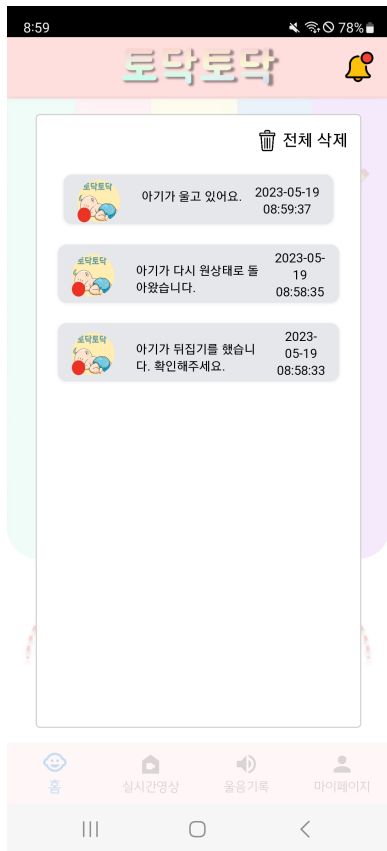 8:59
78%
토닥토닥
전체 삭제
토닥토닥
아기가 울고 있어요.
2023-05-19
08:59:37
토닥토닥
아기가 다시 원상태로 돌
아왔습니다.
2023-05-
19
08:58:35
토닥토닥
아기가 뒤집기를 했습니
다. 확인해주세요.
2023-
05-19
08:58:33
홈
실시간영상
울음기록
마이페이지